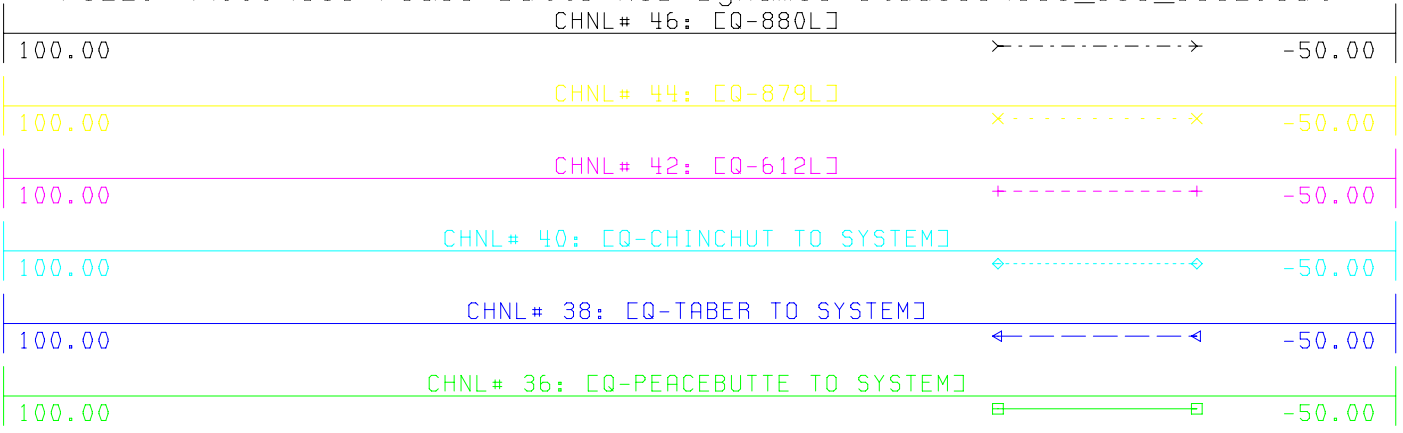 CHNL# 46: [Q-880L]
100.00 -50.00
CHNL# 44: [Q-879L]
100.00 -50.00
CHNL# 42: [Q-612L]
100.00 -50.00
CHNL# 40: [Q-CHINCHUT TO SYSTEM]
100.00 -50.00
CHNL# 38: [Q-TABER TO SYSTEM]
100.00 -50.00
CHNL# 36: [Q-PEACEBUTTE TO SYSTEM]
100.00 -50.00